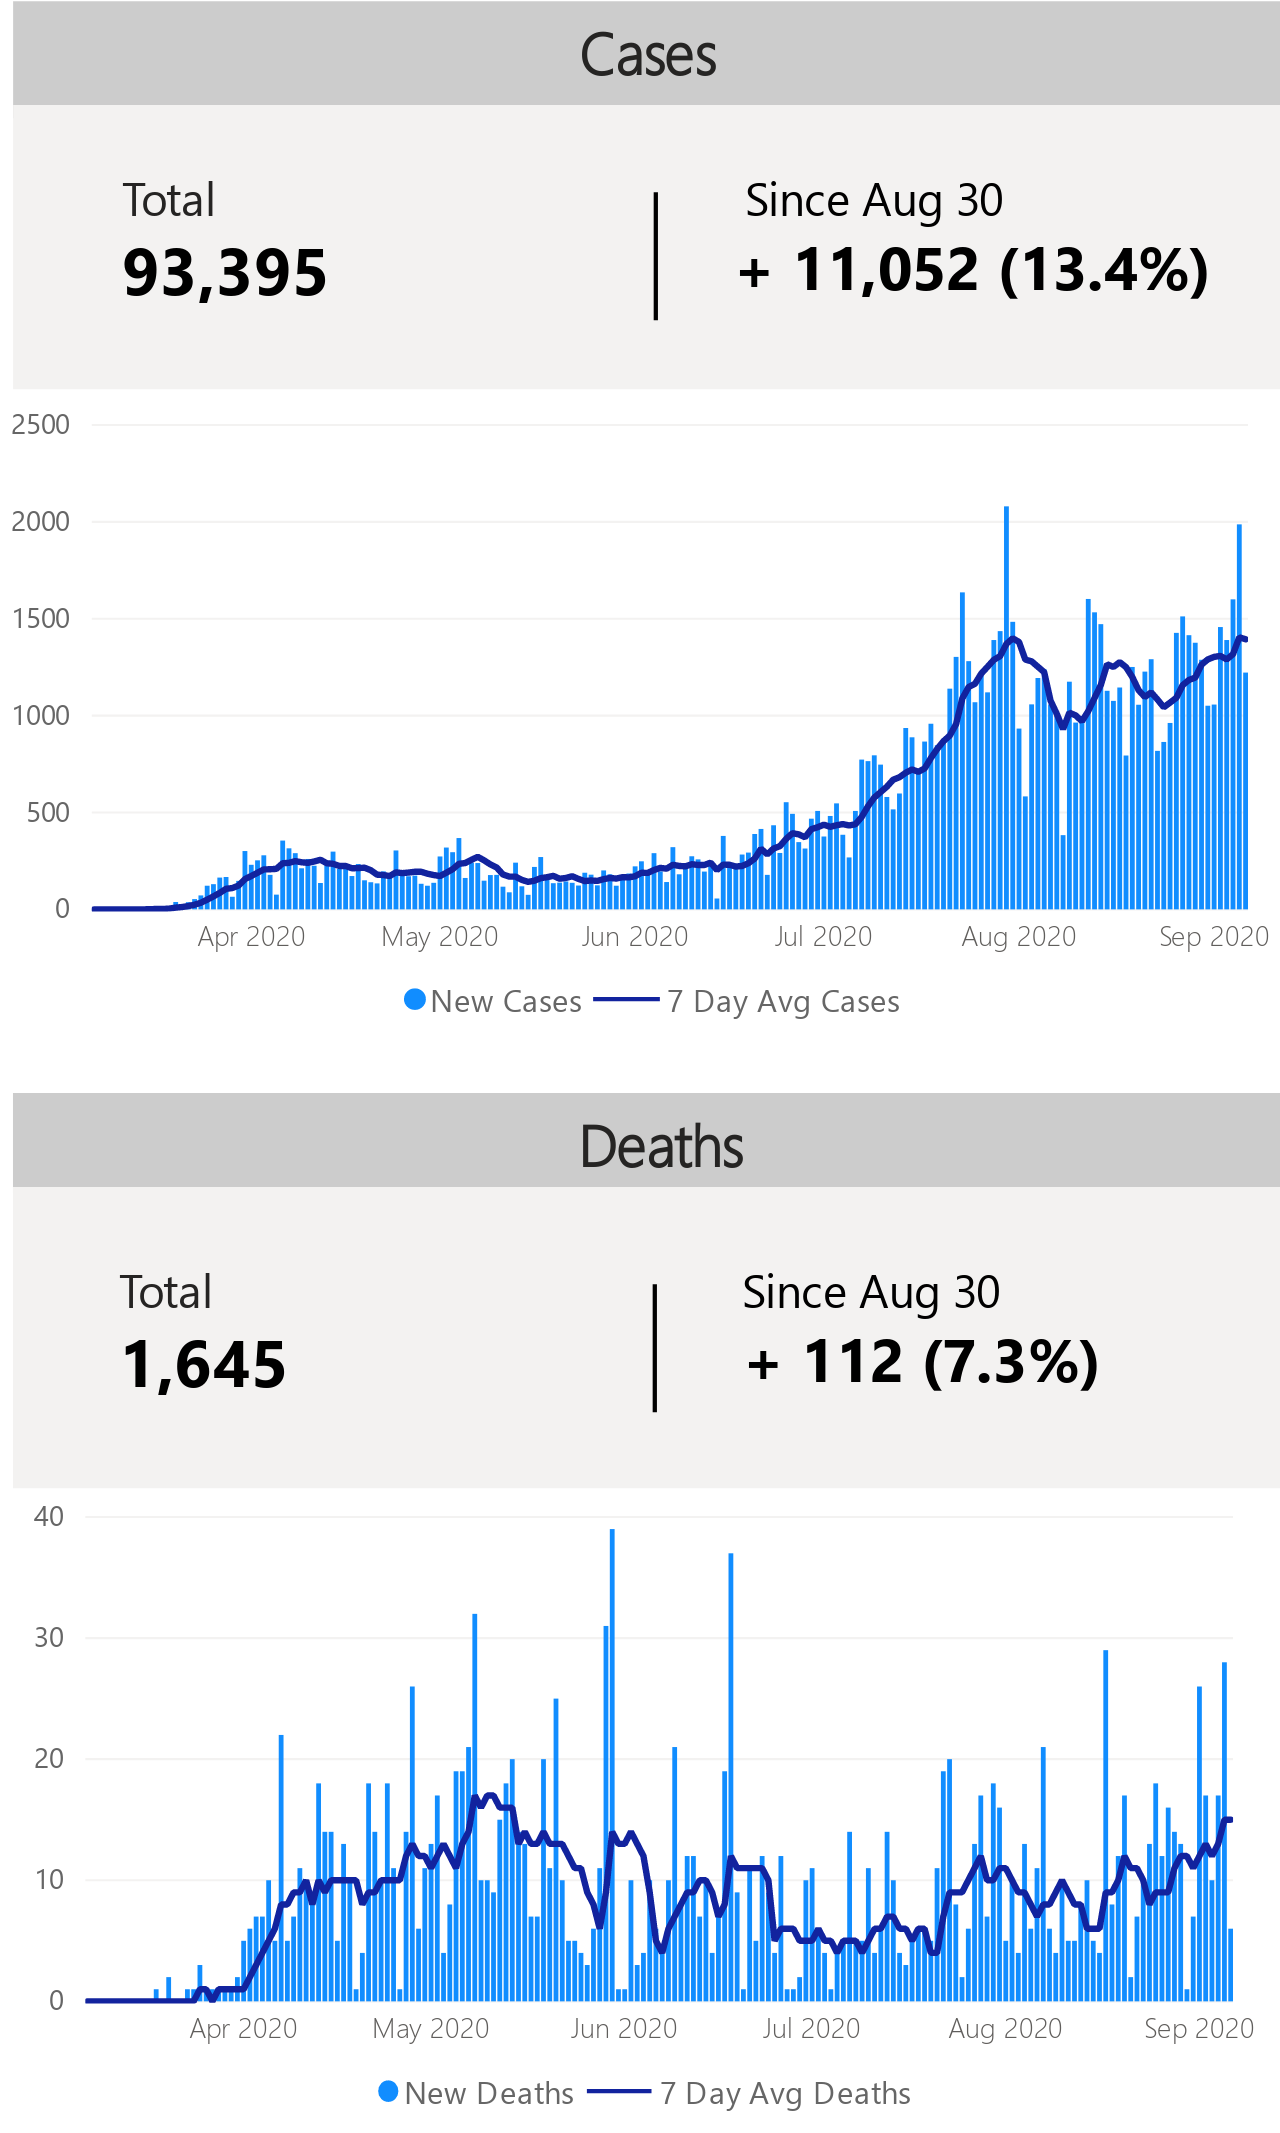 Cases
Total
Since Aug 30
93,395
+ 11,052 (13.4%)
2500
2000
1500
1000
500
0
Apr 2020 May 2020 Jun 2020 Jul 2020 Aug 2020 Sep 2020
New Cases 7 Day Avg Cases
Deaths
Total
Since Aug 30
1,645
+ 112 (7.3%)
40
30
20
10
0
Apr 2020 May 2020 Jun 2020 Jul 2020 Aug 2020 Sep 2020
New Deaths 7 Day Avg Deaths